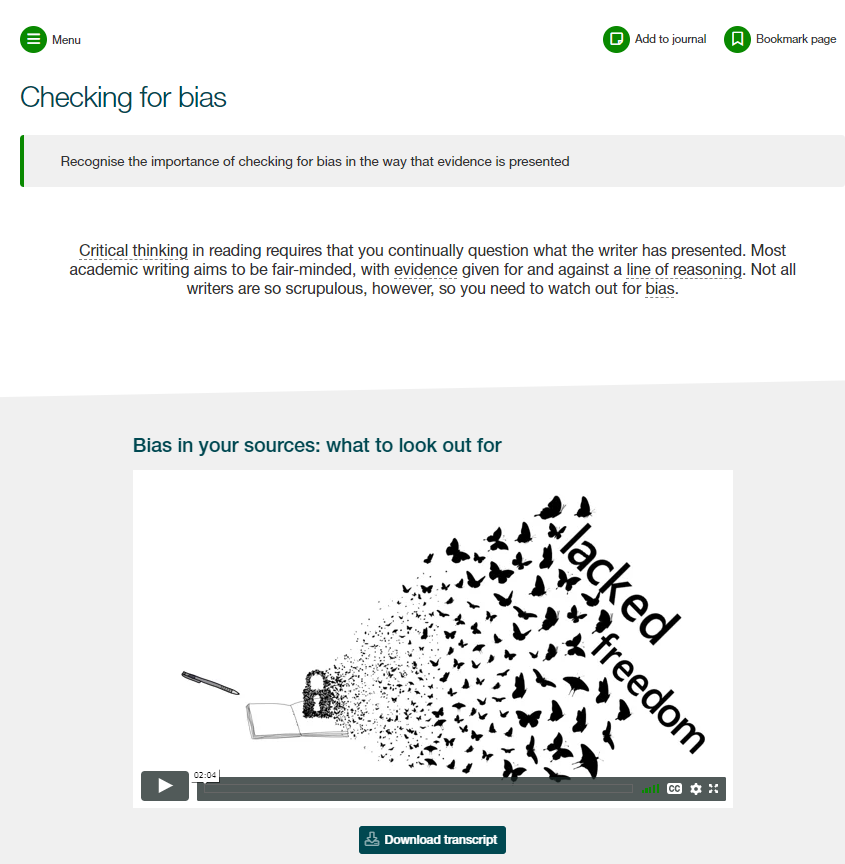 Menu
Add to journal
Bookmark page
Checking for bias
Recognise the importance of checking for bias in the way that evidence is presented
Critical thinking in reading requires that you continually question what the writer has presented. Most
academic writing aims to be fair-minded, with evidence given for and against a line of reasoning. Not all
writers are so scrupulous, however, so you need to watch out for bias.
Bias in your sources: what to look out for
lacked
freedom
02:04
CC
Download transcript